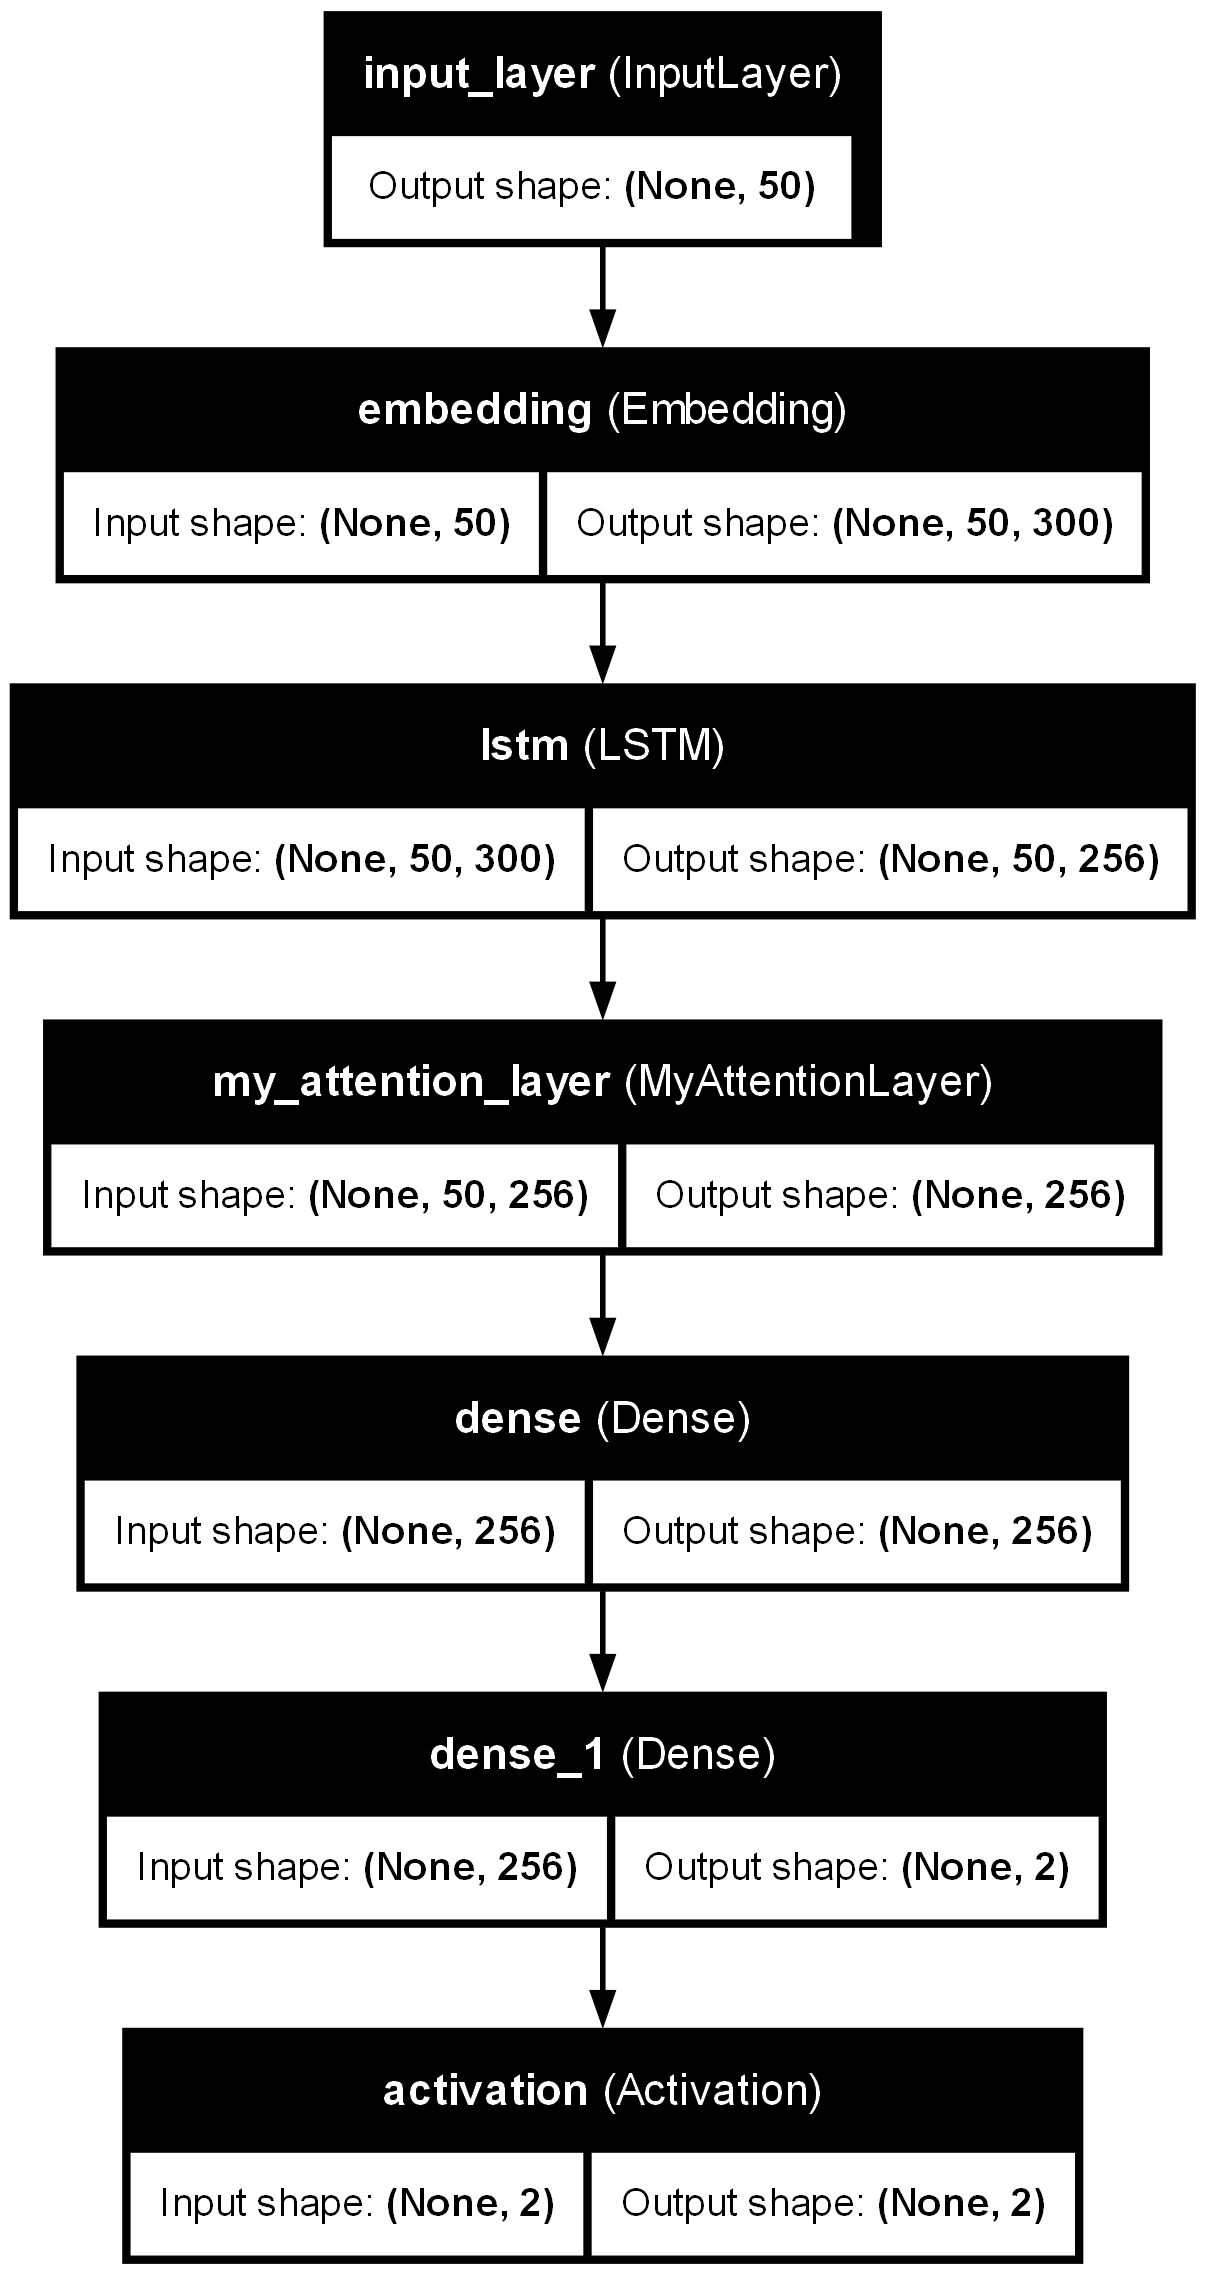 input_layer (InputLayer)
Output shape: (None, 50)
embedding (Embedding)
Input shape: (None, 50) Output shape: (None, 50, 300)
lstm (LSTM)
Input shape: (None, 50, 300) Output shape: (None, 50, 256)
my_attention_layer (MyAttentionLayer)
Input shape: (None, 50, 256) Output shape: (None, 256)
dense (Dense)
Input shape: (None, 256) Output shape: (None, 256)
dense_1 (Dense)
Input shape: (None, 256) Output shape: (None, 2)
activation (Activation)
Input shape: (None, 2) Output shape: (None, 2)